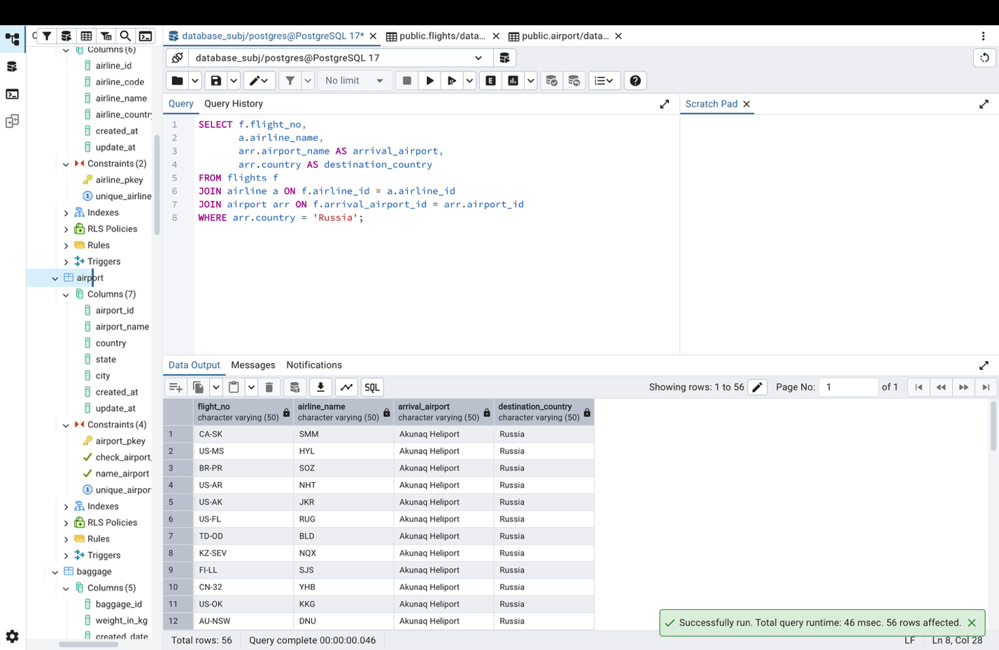 database_subj/postgres@PostgreSQL 17*
public.flights/data...
public.airport/data...
database_subj/postgres@PostgreSQL 17
No limit
E
Query
Query History
Scratch Pad
1 SELECT f.flight_no,
2 a.airline_name,
3 arr.airport_name AS arrival_airport,
4 arr.country AS destination_country
5 FROM flights f
6 JOIN airline a ON f.airline_id = a.airline_id
7 JOIN airport arr ON f.arrival_airport_id = arr.airport_id
8 WHERE arr.country = 'Russia';
Columns (6)
airline_id
airline_code
airline_name
airline_country
created_at
update_at
Constraints (2)
airline_pkey
unique_airline
Indexes
RLS Policies
Rules
Triggers
airport
Columns (7)
airport_id
airport_name
country
state
city
created_at
update_at
Constraints (4)
airport_pkey
check_airport_
name_airport
unique_airpor
Indexes
RLS Policies
Rules
Triggers
baggage
Columns (5)
baggage_id
weight_in_kg
created_date
Data Output
Messages
Notifications
SQL
Showing rows: 1 to 56
Page No: 1 of 1
flight_no airline_name arrival_airport destination_country
character varying (50) character varying (50) character varying (50) character varying (50)
1 CA-SK SMM Akunaq Heliport Russia
2 US-MS HYL Akunaq Heliport Russia
3 BR-PR SOZ Akunaq Heliport Russia
4 US-AR NHT Akunaq Heliport Russia
5 US-AK JKR Akunaq Heliport Russia
6 US-FL RUG Akunaq Heliport Russia
7 TD-OD BLD Akunaq Heliport Russia
8 KZ-SEV NQX Akunaq Heliport Russia
9 FI-LL SJS Akunaq Heliport Russia
10 CN-32 YHB Akunaq Heliport Russia
11 US-OK KKG Akunaq Heliport Russia
12 AU-NSW DNU Akunaq Heliport Russia
Successfully run. Total query runtime: 46 msec. 56 rows affected.
Total rows: 56
Query complete 00:00:00.046
LF
Ln 8, Col 28